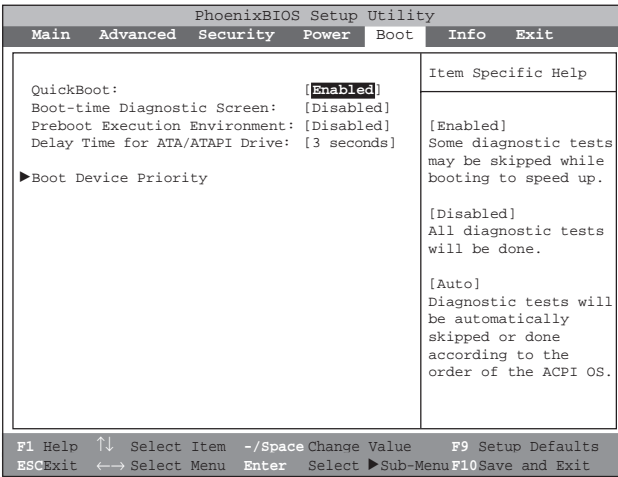 PhoenixBIOS Setup Utility
Main Advanced Security Power Boot Info Exit
QuickBoot: [Enabled]
Boot-time Diagnostic Screen: [Disabled]
Preboot Execution Environment: [Disabled]
Delay Time for ATA/ATAPI Drive: [3 seconds]
▶Boot Device Priority
Item Specific Help
[Enabled]
Some diagnostic tests
may be skipped while
booting to speed up.
[Disabled]
All diagnostic tests
will be done.
[Auto]
Diagnostic tests will
be automatically
skipped or done
according to the
order of the ACPI OS.
F1 Help ↑↓ Select Item -/Space Change Value F9 Setup Defaults
ESC Exit ←→ Select Menu Enter Select ▶Sub-Menu F10 Save and Exit